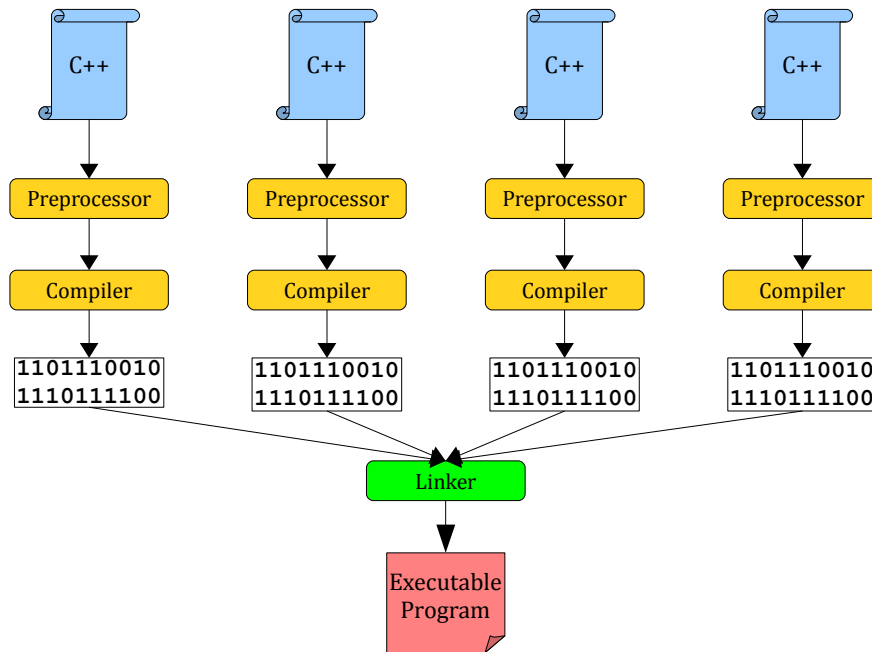 C++ C++ C++ C++
Preprocessor Preprocessor Preprocessor Preprocessor
Compiler Compiler Compiler Compiler
1101110010 1101110010 1101110010 1101110010
1110111100 1110111100 1110111100 1110111100
Linker
Executable
Program